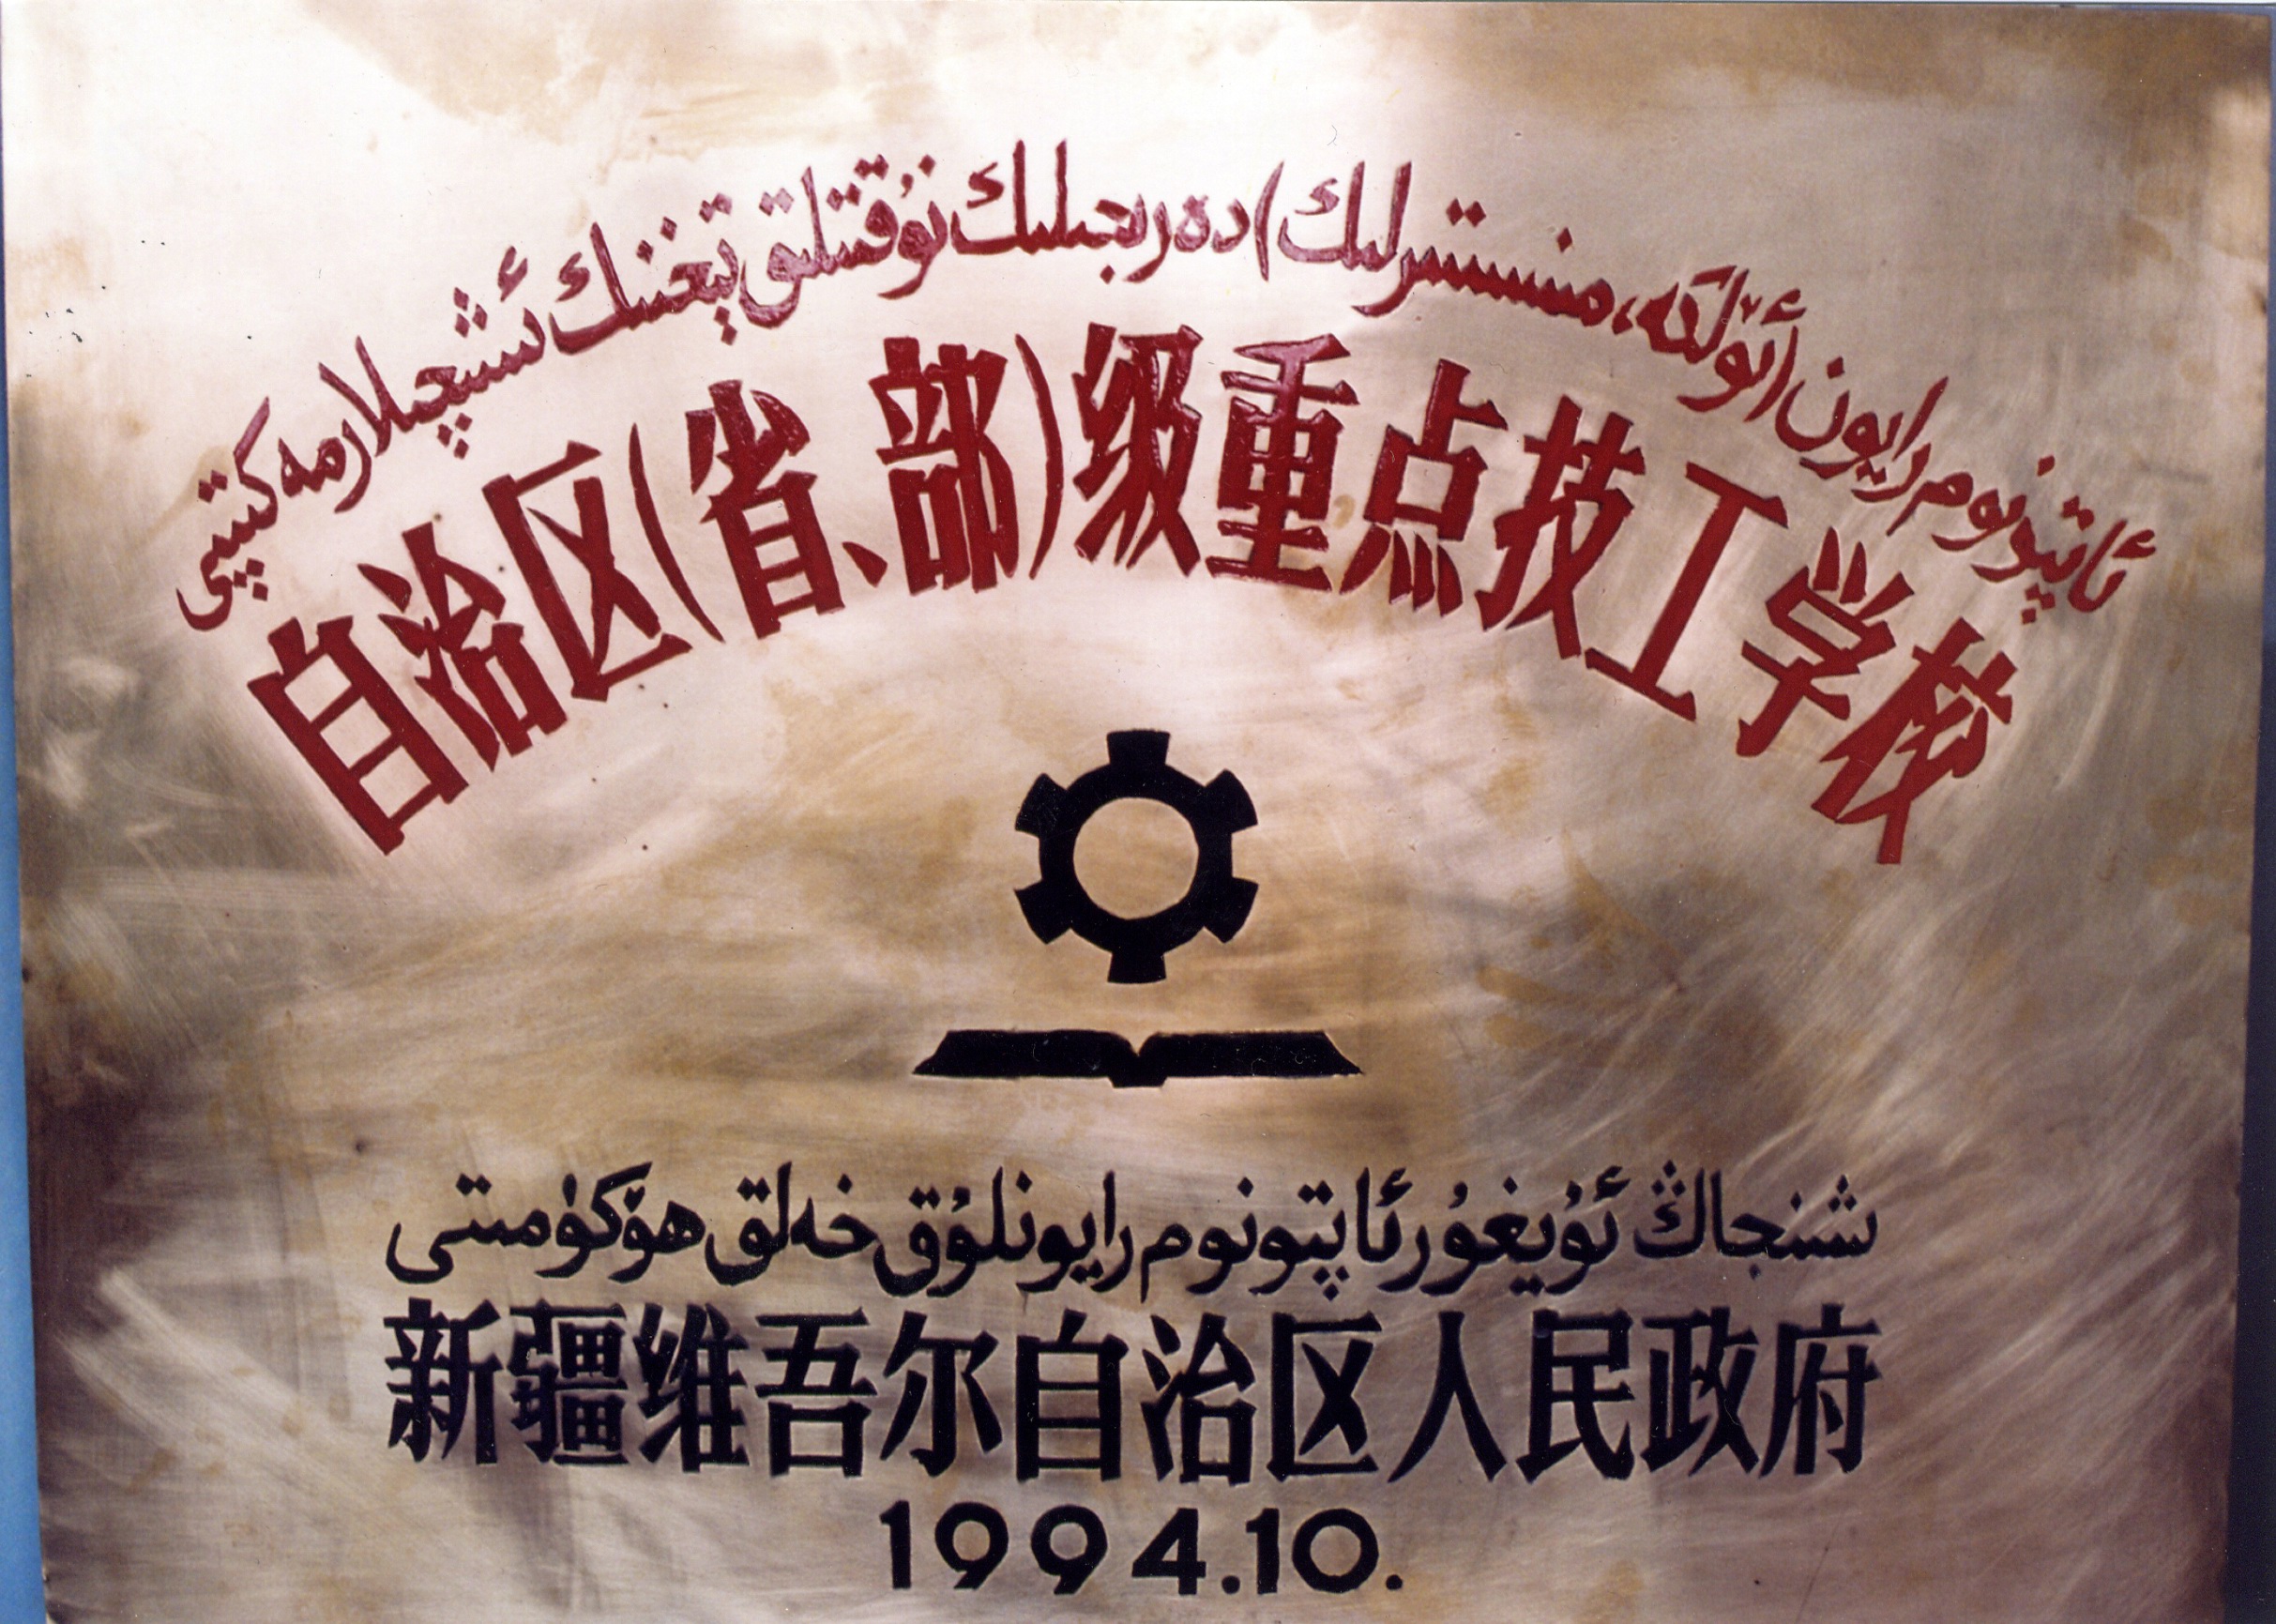 ئاپتونوم رايون (ئۆلكە، مىنىستىرلىك) دەرىجىلىك نۇقتىلىق تېخنىك ئىشچىلار مەكتىپى
自治区(省、部)级重点技工学校
شىنجاڭ ئۇيغۇر ئاپتونوم رايونلۇق خەلق ھۆكۈمىتى
新疆维吾尔自治区人民政府
1994.10.